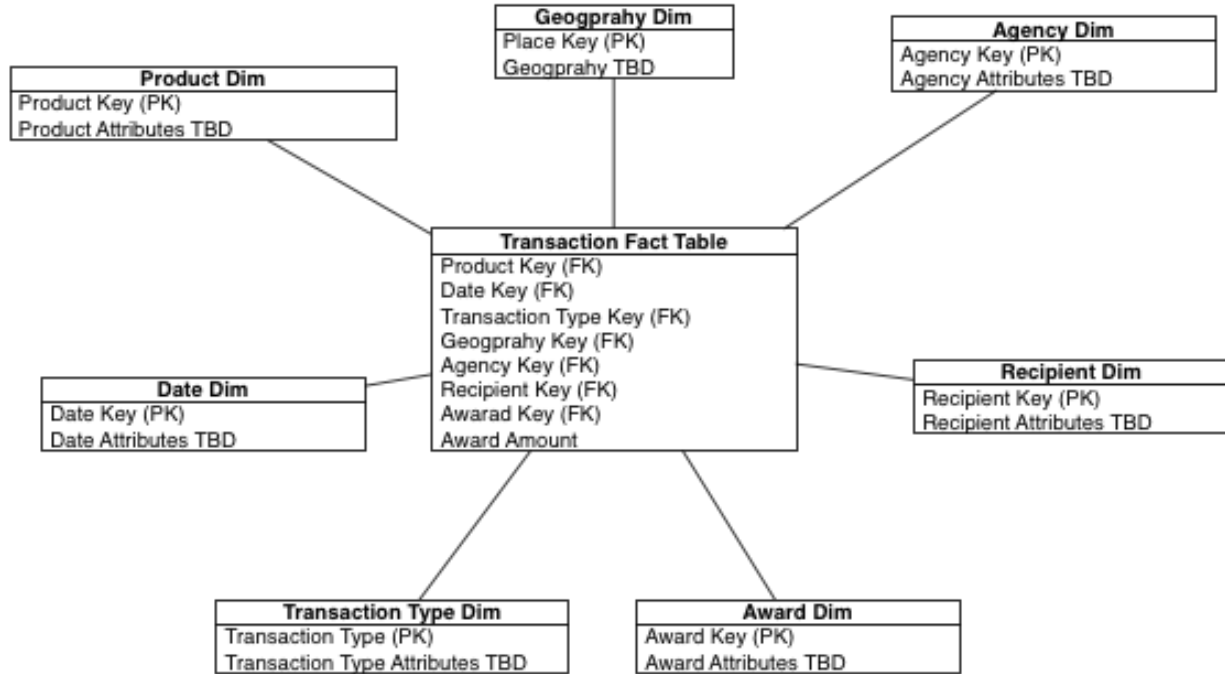 Geogprahy Dim
Place Key (PK)
Geogprahy TBD
Agency Dim
Agency Key (PK)
Agency Attributes TBD
Product Dim
Product Key (PK)
Product Attributes TBD
Transaction Fact Table
Product Key (FK)
Date Key (FK)
Transaction Type Key (FK)
Geogprahy Key (FK)
Agency Key (FK)
Recipient Key (FK)
Awarad Key (FK)
Award Amount
Date Dim
Date Key (PK)
Date Attributes TBD
Recipient Dim
Recipient Key (PK)
Recipient Attributes TBD
Transaction Type Dim
Transaction Type (PK)
Transaction Type Attributes TBD
Award Dim
Award Key (PK)
Award Attributes TBD